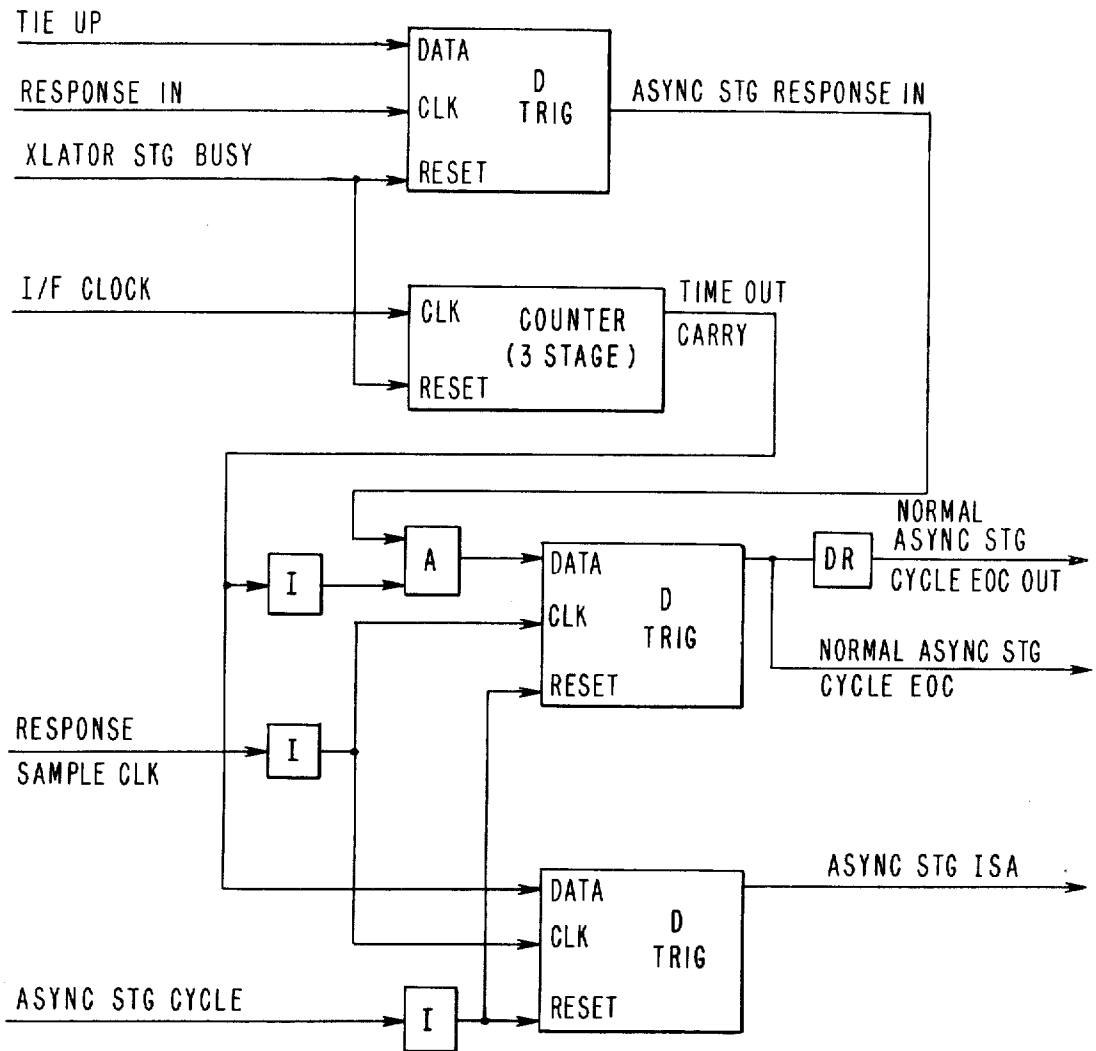 TIE UP
DATA
D
TRIG
RESPONSE IN
CLK
ASYNC STG RESPONSE IN
XLATOR STG BUSY
RESET
I/F CLOCK
CLK
COUNTER
(3 STAGE)
RESET
TIME OUT
CARRY
I
A
DATA
D
TRIG
CLK
RESET
DR
NORMAL
ASYNC STG
CYCLE EOC OUT
NORMAL ASYNC STG
CYCLE EOC
RESPONSE
SAMPLE CLK
I
DATA
D
TRIG
CLK
RESET
ASYNC STG ISA
ASYNC STG CYCLE
I